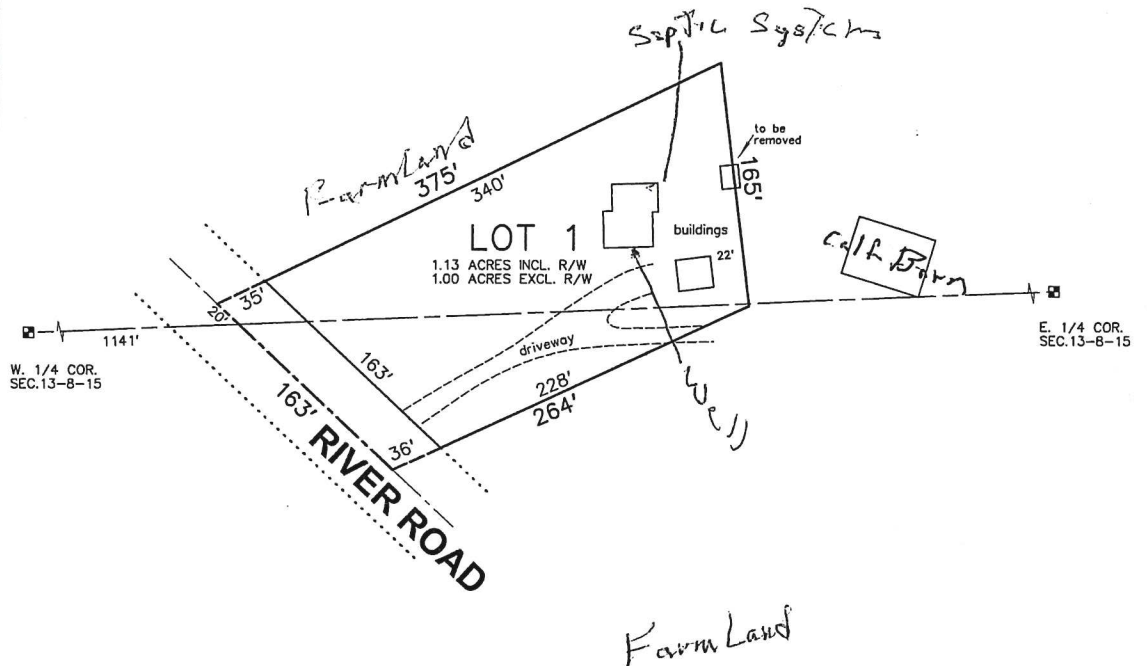 Septic Systems
to be
removed
FarmLand
375'
340'
165'
LOT 1
1.13 ACRES INCL. R/W
1.00 ACRES EXCL. R/W
buildings
22'
Calf Barn
35'
20'
1141'
W. 1/4 COR.
SEC.13-8-15
E. 1/4 COR.
SEC.13-8-15
163'
driveway
228'
264'
Well
36'
163'
RIVER ROAD
Farm Land